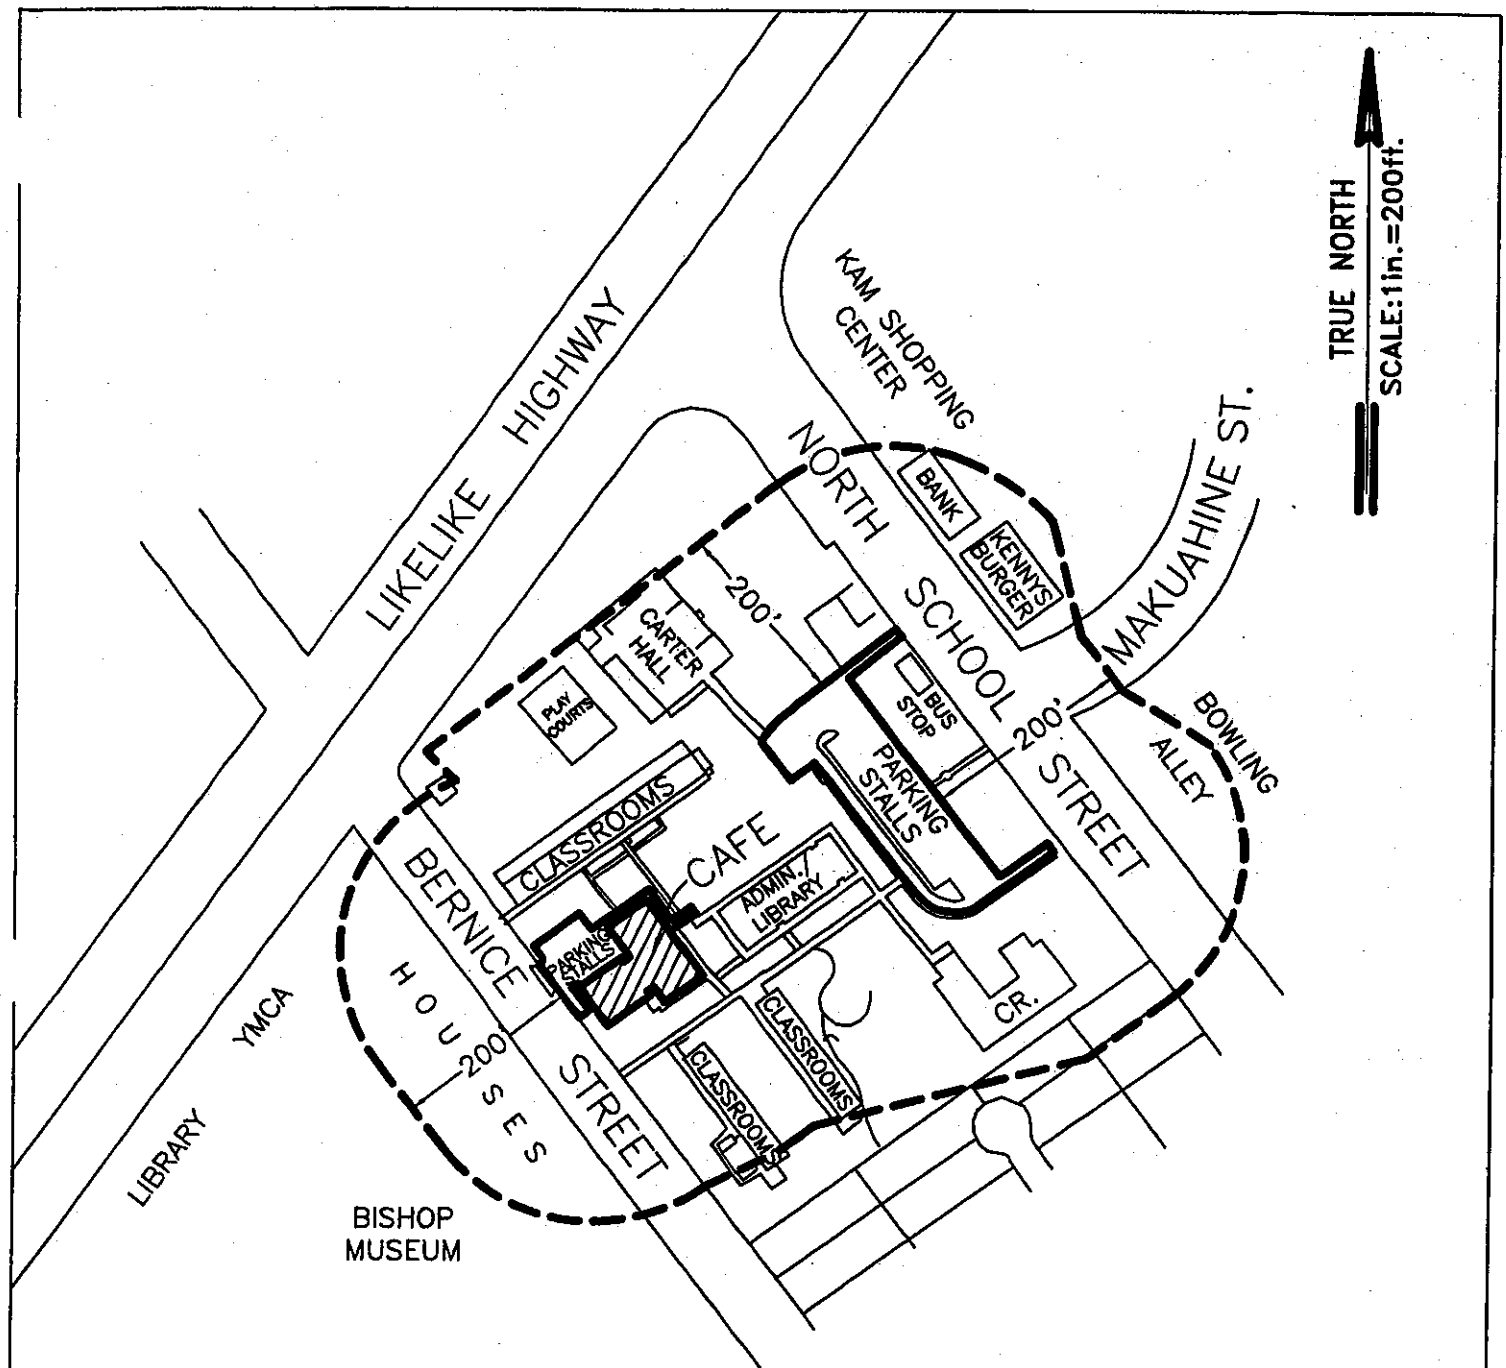 TRUE NORTH
SCALE:1in.=200ft.
KAM SHOPPING
CENTER
LIKELIKE HIGHWAY
NORTH SCHOOL STREET
BANK
KENNYS
BURGER
MAKUAHINE ST.
200'
CARTER
HALL
PLAY
COURTS
BUS
STOP
200'
BOWLING
ALLEY
PARKING
STALLS
CLASSROOMS
CAFE
ADMIN./
LIBRARY
BERNICE STREET
PARKING
STALLS
HOUSES
200'
YMCA
CR.
CLASSROOMS
CLASSROOMS
LIBRARY
BISHOP
MUSEUM